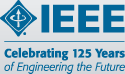 IEEE
Celebrating 125 Years
of Engineering the Future